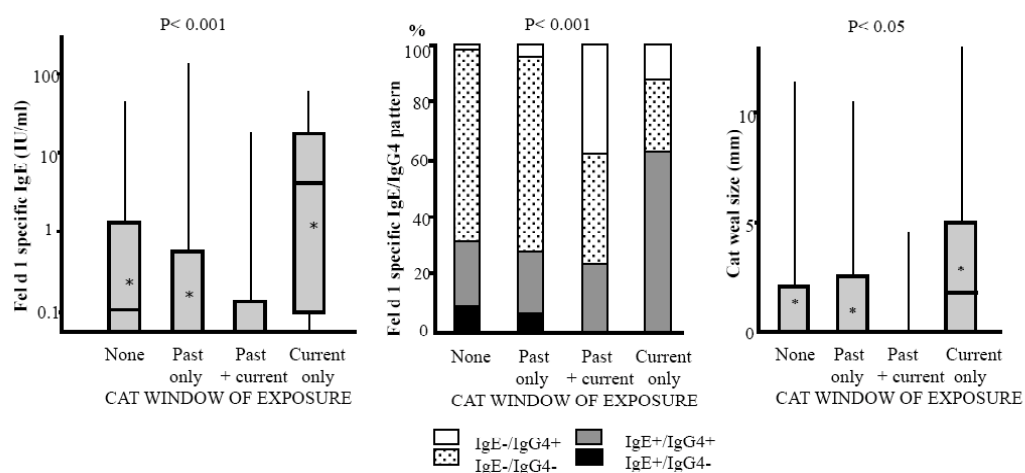 P< 0.001
Fel d 1 specific IgE (IU/ml)
100
10
1
0.1
None Past Past Current
only + current only
CAT WINDOW OF EXPOSURE
P< 0.001
%
Fel d 1 specific IgE/IgG4 pattern
100
80
60
40
20
0
None Past Past Current
only + current only
CAT WINDOW OF EXPOSURE
IgE-/IgG4+ IgE+/IgG4+
IgE-/IgG4- IgE+/IgG4-
P< 0.05
Cat weal size (mm)
10
5
0
None Past Past Current
only + current only
CAT WINDOW OF EXPOSURE